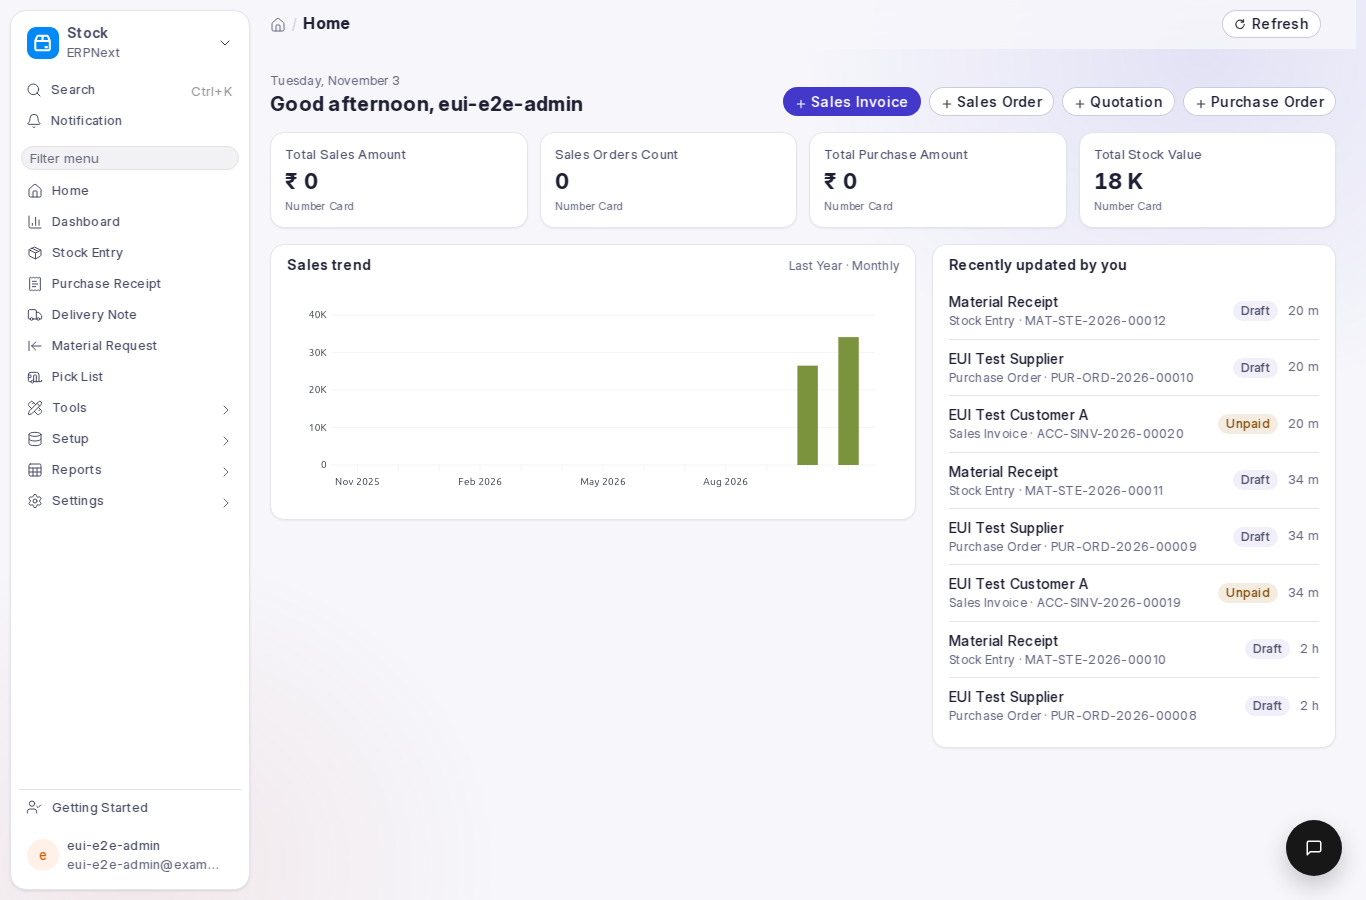 Stock
ERPNext
Search Ctrl+K
Notification
Filter menu
Home
Dashboard
Stock Entry
Purchase Receipt
Delivery Note
Material Request
Pick List
Tools
Setup
Reports
Settings
Getting Started
e
eui-e2e-admin
eui-e2e-admin@exam...
/ Home
Refresh
Tuesday, November 3
Good afternoon, eui-e2e-admin
+ Sales Invoice
+ Sales Order
+ Quotation
+ Purchase Order
Total Sales Amount
₹ 0
Number Card
Sales Orders Count
0
Number Card
Total Purchase Amount
₹ 0
Number Card
Total Stock Value
18 K
Number Card
Sales trend
Last Year · Monthly
40K
30K
20K
10K
0
Nov 2025 Feb 2026 May 2026 Aug 2026
Recently updated by you
Material Receipt
Stock Entry · MAT-STE-2026-00012
Draft 20 m
EUI Test Supplier
Purchase Order · PUR-ORD-2026-00010
Draft 20 m
EUI Test Customer A
Sales Invoice · ACC-SINV-2026-00020
Unpaid 20 m
Material Receipt
Stock Entry · MAT-STE-2026-00011
Draft 34 m
EUI Test Supplier
Purchase Order · PUR-ORD-2026-00009
Draft 34 m
EUI Test Customer A
Sales Invoice · ACC-SINV-2026-00019
Unpaid 34 m
Material Receipt
Stock Entry · MAT-STE-2026-00010
Draft 2 h
EUI Test Supplier
Purchase Order · PUR-ORD-2026-00008
Draft 2 h